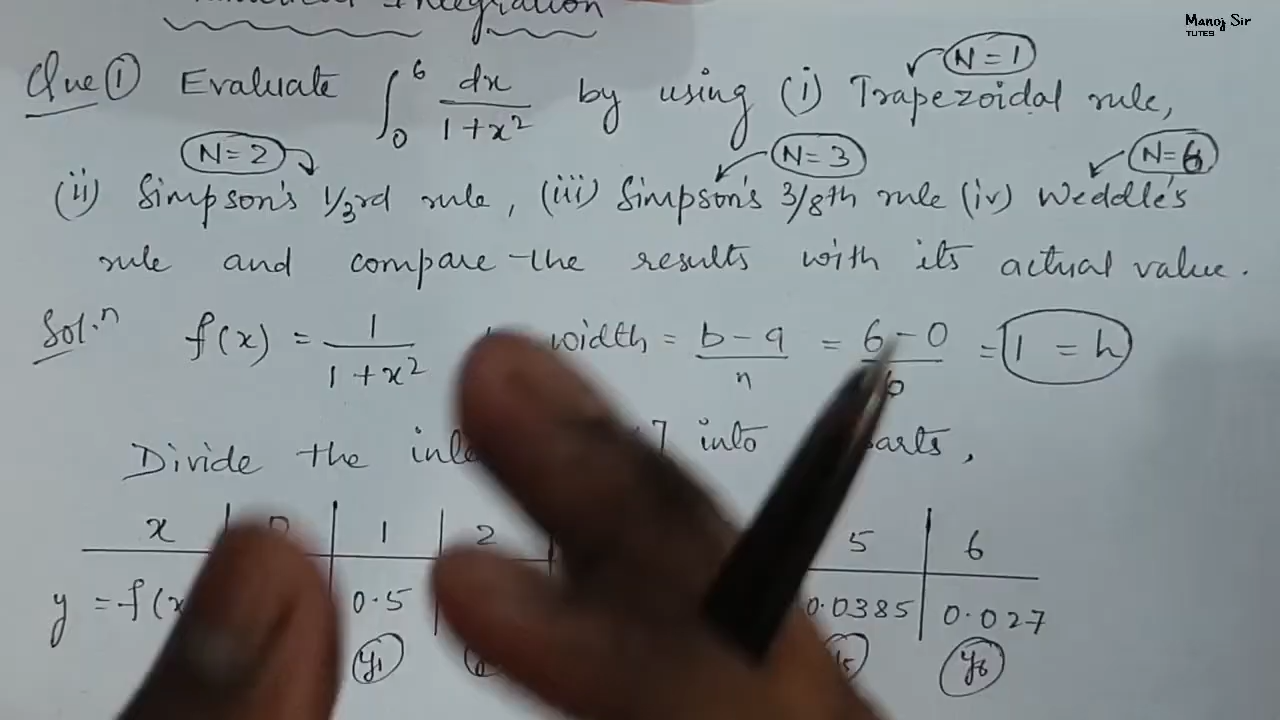 Manoj Sir
TUTES
Integration
N=1
Que ① Evaluate ∫₀⁶ dx/(1+x²) by using (i) Trapezoidal rule,
N=2 N=3 N=6
(ii) Simpson's 1/3rd rule, (iii) Simpson's 3/8th rule (iv) Weddle's
rule and compare the results with its actual value.
Sol.n f(x) = 1/(1+x²) width = (b-a)/n = (6-0)/6 = 1 = h
Divide the into parts,
x 1 2 5 6
y = f(x 0.5 0.0385 0.027
y₁ y₆